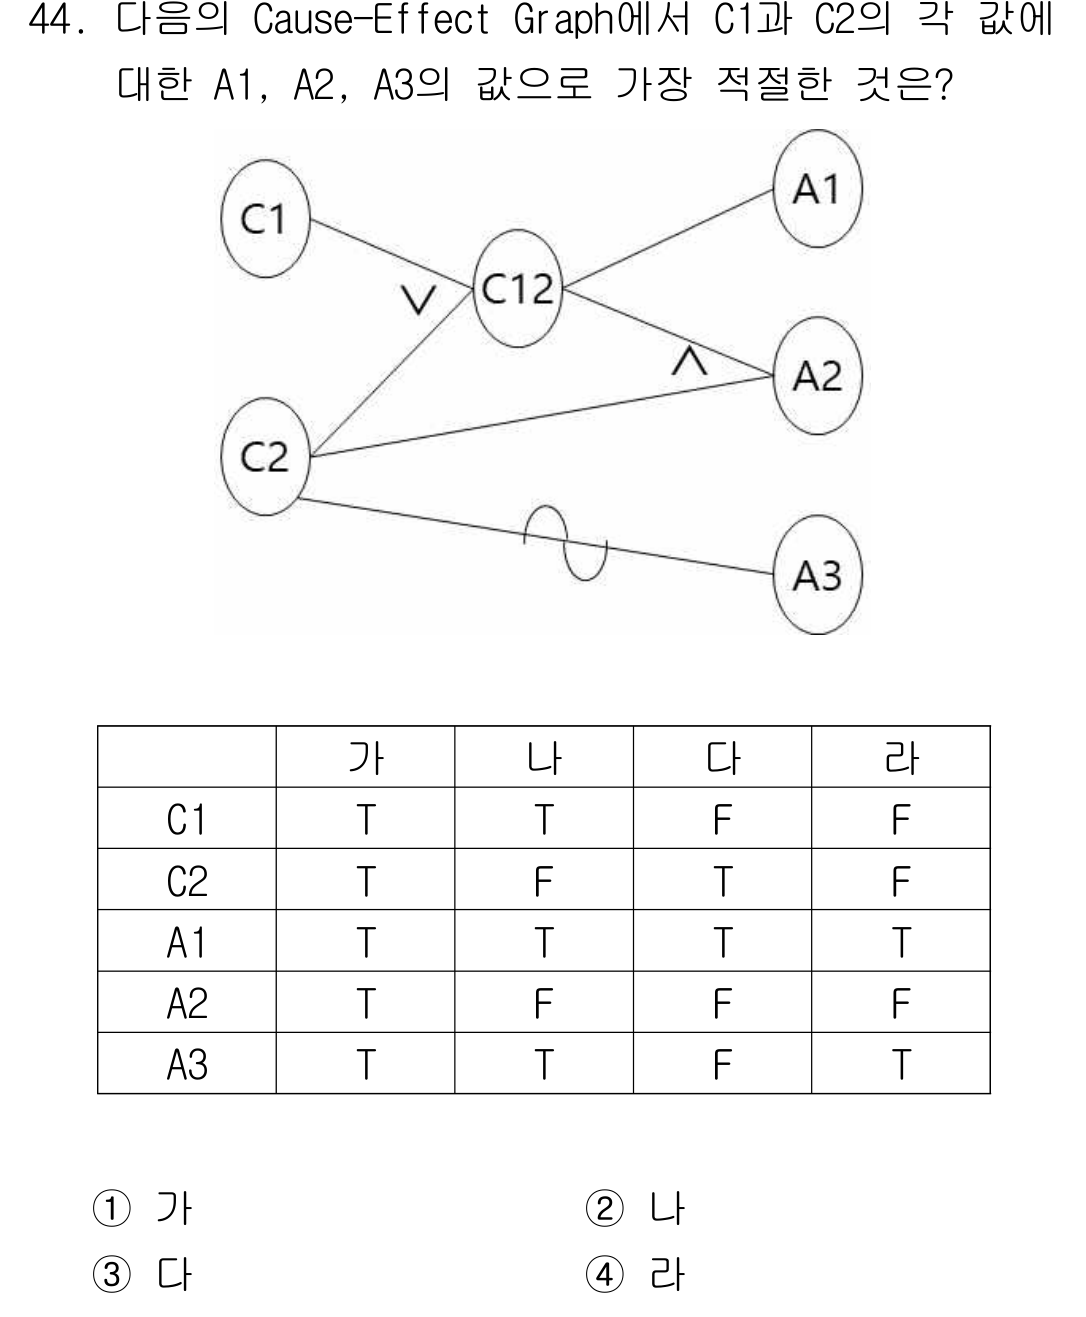 44. 다음의 Cause-Effect Graph에서 C1과 C2의 각 값에
대한 A1, A2, A3의 값으로 가장 적절한 것은?
A1
C1
C12
∨
∧
A2
C2
A3
가 나 다 라
C1 T T F F
C2 T F T F
A1 T T T T
A2 T F F F
A3 T T F T
① 가 ② 나
③ 다 ④ 라